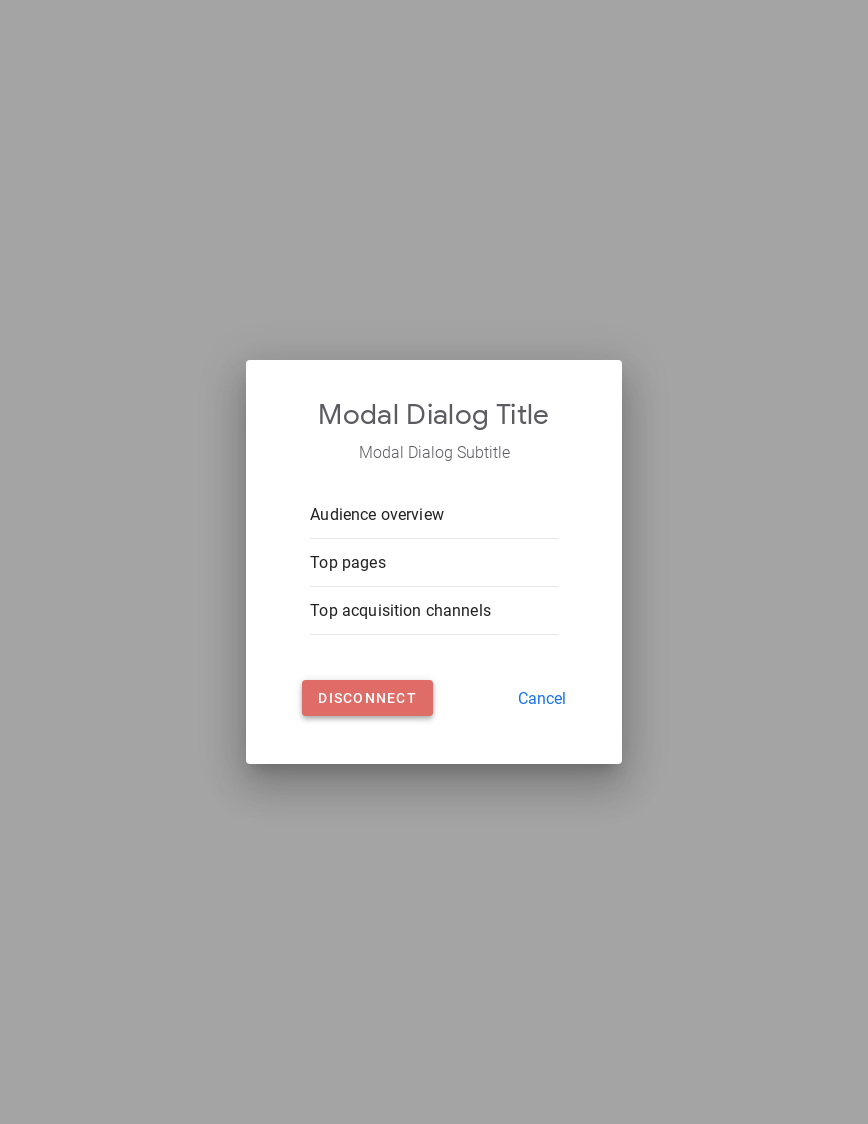 Modal Dialog Title
Modal Dialog Subtitle
Audience overview
Top pages
Top acquisition channels
DISCONNECT
Cancel